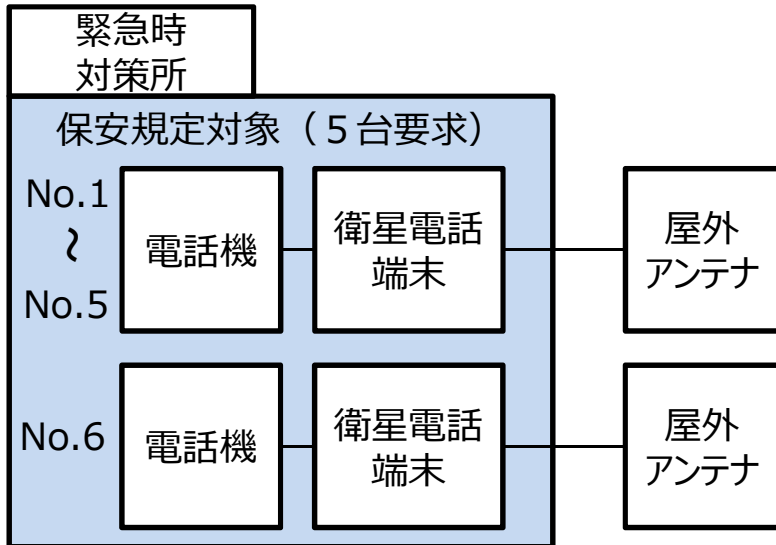 緊急時
対策所
保安規定対象（５台要求）
No.1
～
No.5
電話機
衛星電話
端末
屋外
アンテナ
No.6
電話機
衛星電話
端末
屋外
アンテナ